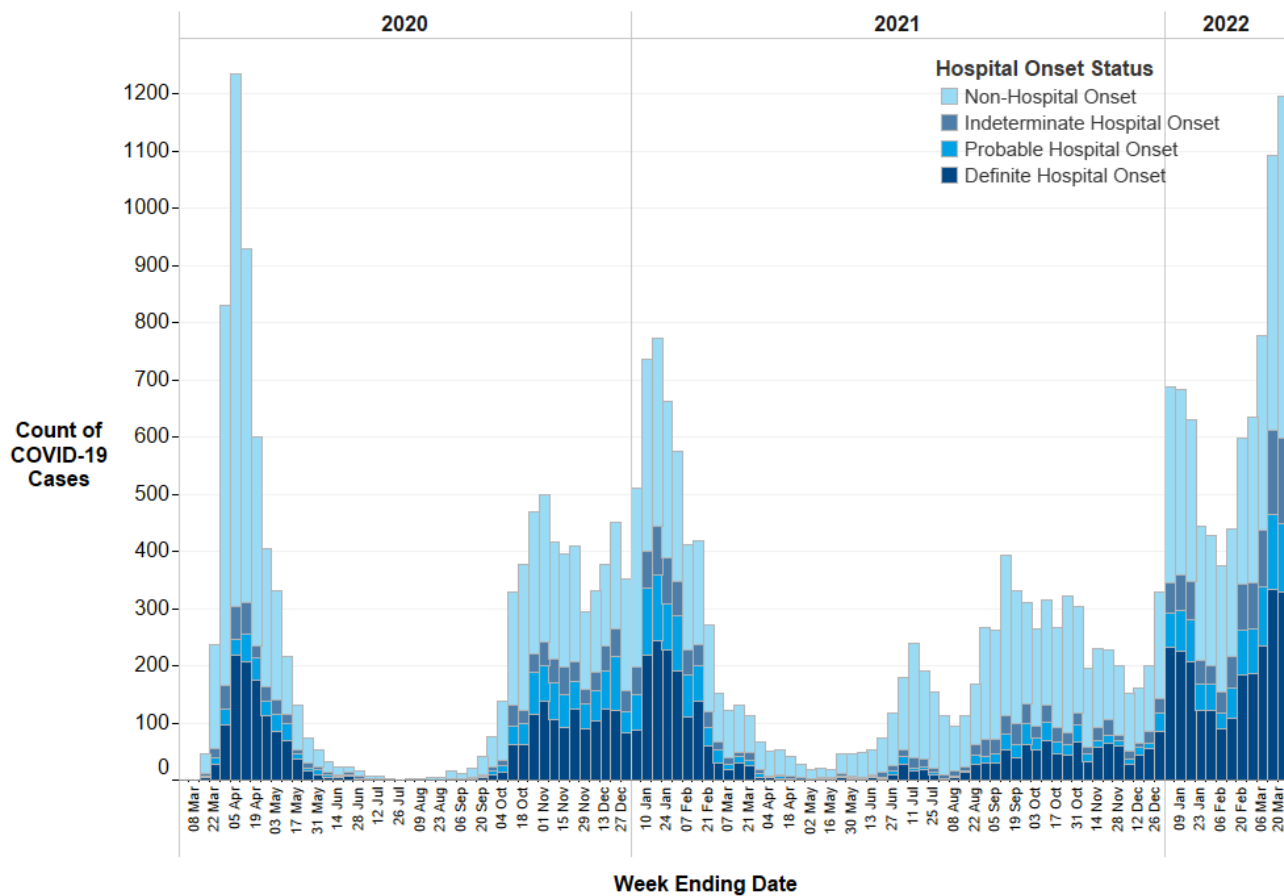 2020 2021 2022
Hospital Onset Status
Non-Hospital Onset
Indeterminate Hospital Onset
Probable Hospital Onset
Definite Hospital Onset
1200
1100
1000
900
800
700
600
500
400
300
200
100
0
Count of
COVID-19
Cases
08 Mar
22 Mar
05 Apr
19 Apr
03 May
17 May
31 May
14 Jun
28 Jun
12 Jul
26 Jul
09 Aug
23 Aug
06 Sep
20 Sep
04 Oct
18 Oct
01 Nov
15 Nov
29 Nov
13 Dec
27 Dec
10 Jan
24 Jan
07 Feb
21 Feb
07 Mar
21 Mar
04 Apr
18 Apr
02 May
16 May
30 May
13 Jun
27 Jun
11 Jul
25 Jul
08 Aug
22 Aug
05 Sep
19 Sep
03 Oct
17 Oct
31 Oct
14 Nov
28 Nov
12 Dec
26 Dec
09 Jan
23 Jan
06 Feb
20 Feb
06 Mar
20 Mar
Week Ending Date